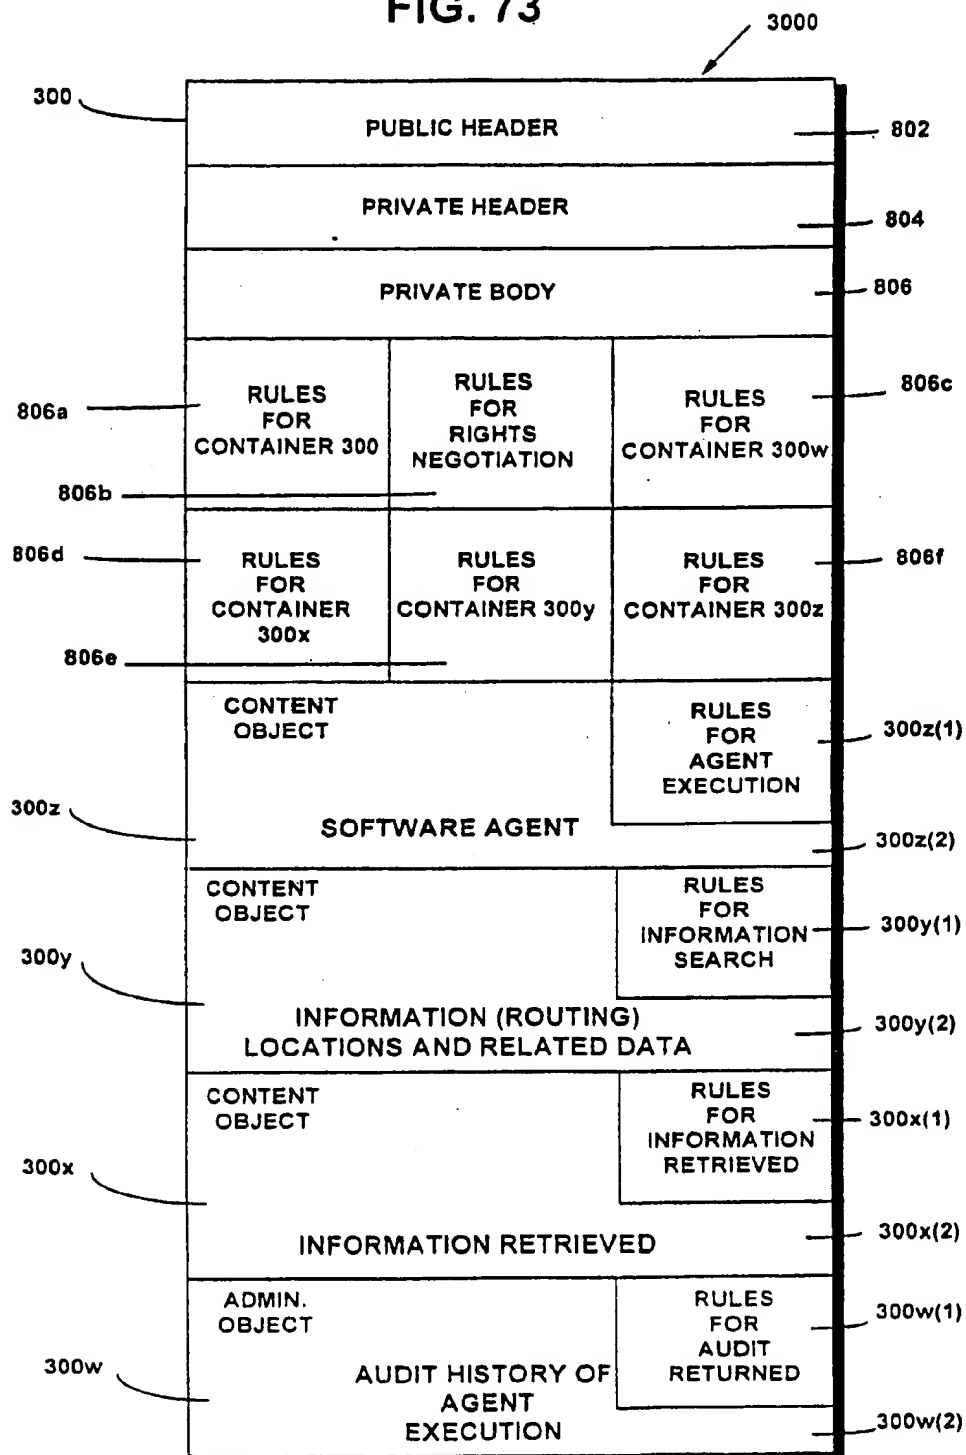 FIG. 73
3000
300
PUBLIC HEADER
802
PRIVATE HEADER
804
PRIVATE BODY
806
806a
RULES
FOR
CONTAINER 300
806b
RULES
FOR
RIGHTS
NEGOTIATION
806c
RULES
FOR
CONTAINER 300w
806d
RULES
FOR
CONTAINER
300x
806e
RULES
FOR
CONTAINER 300y
806f
RULES
FOR
CONTAINER 300z
CONTENT
OBJECT
RULES
FOR
AGENT
EXECUTION
300z(1)
300z
SOFTWARE AGENT
300z(2)
CONTENT
OBJECT
RULES
FOR
INFORMATION
SEARCH
300y(1)
300y
INFORMATION (ROUTING)
LOCATIONS AND RELATED DATA
300y(2)
CONTENT
OBJECT
RULES
FOR
INFORMATION
RETRIEVED
300x(1)
300x
INFORMATION RETRIEVED
300x(2)
ADMIN.
OBJECT
RULES
FOR
AUDIT
RETURNED
300w(1)
300w
AUDIT HISTORY OF
AGENT
EXECUTION
300w(2)